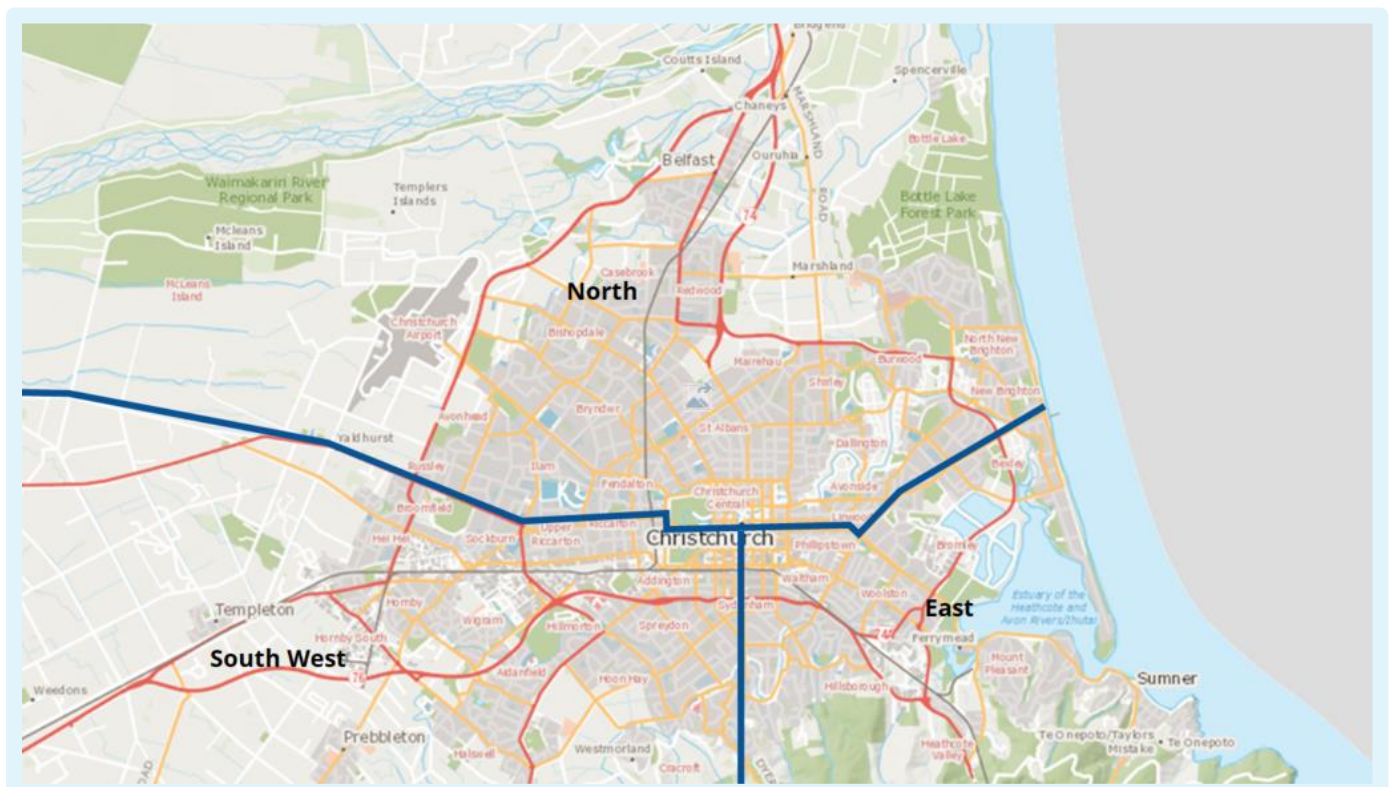 Bridgend
Coutts Island
Spencerville
Chaneys
MARSHLAND
ROAD
Bottle Lake
Belfast
Ouruhia
Waimakariri River
Regional Park
Templers
Islands
Bottle Lake
Forest Park
74
Mcleans
Island
Marshland
Casebrook
McLeans
Island
North
Redwood
Christchurch
Airport
Bishopdale
North New
Brighton
Mairehau
Burwood
Shirley
New Brighton
Avonhead
Bryndwr
St Albans
Yaldhurst
Dallington
Russley
Ilam
Bexley
Fendalton
Avonside
Christchurch
Central
Broomfield
Linwood
Upper
Riccarton
Riccarton
Hei Hei
Sockburn
Christchurch
Phillipstown
Bromley
Addington
Waltham
Woolston
Estuary of the
Heathcote and
Avon Rivers/Ihutai
Templeton
Hornby
Wigram
Sydenham
East
Hillmorton
Spreydon
74A
Ferrymead
Hornby South
South West
76
Aidanfield
Hoon Hay
Mount
Pleasant
Sumner
Hillsborough
Weedons
Prebbleton
Te Onepoto/Taylors
Mistake
Te Onepoto
Halswell
Westmorland
Heathcote
Valley
Cracroft
OAD
DYER